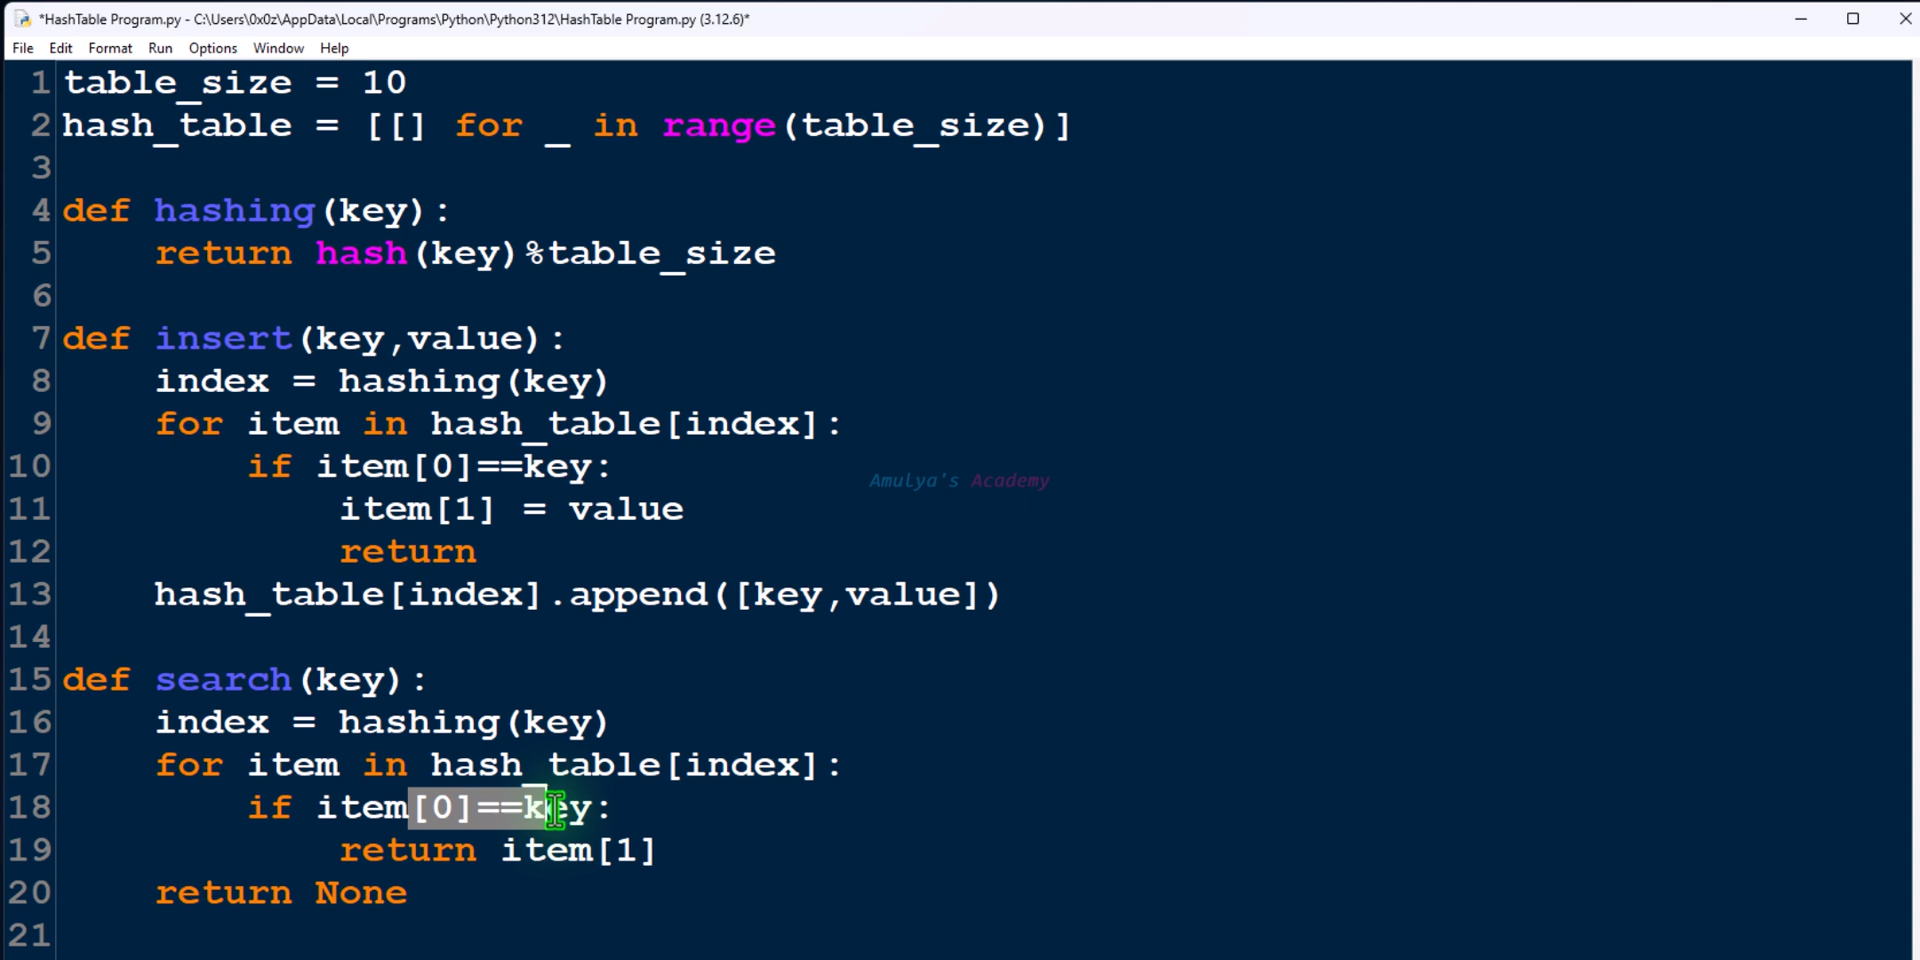 *HashTable Program.py - C:\Users\0x0z\AppData\Local\Programs\Python\Python312\HashTable Program.py (3.12.6)*
File Edit Format Run Options Window Help
1 table_size = 10
2 hash_table = [[] for _ in range(table_size)]
3
4 def hashing(key):
5     return hash(key)%table_size
6
7 def insert(key,value):
8     index = hashing(key)
9     for item in hash_table[index]:
10         if item[0]==key:
11             item[1] = value
12             return
13     hash_table[index].append([key,value])
14
15 def search(key):
16     index = hashing(key)
17     for item in hash_table[index]:
18         if item[0]==key:
19             return item[1]
20     return None
21
Amulya's Academy